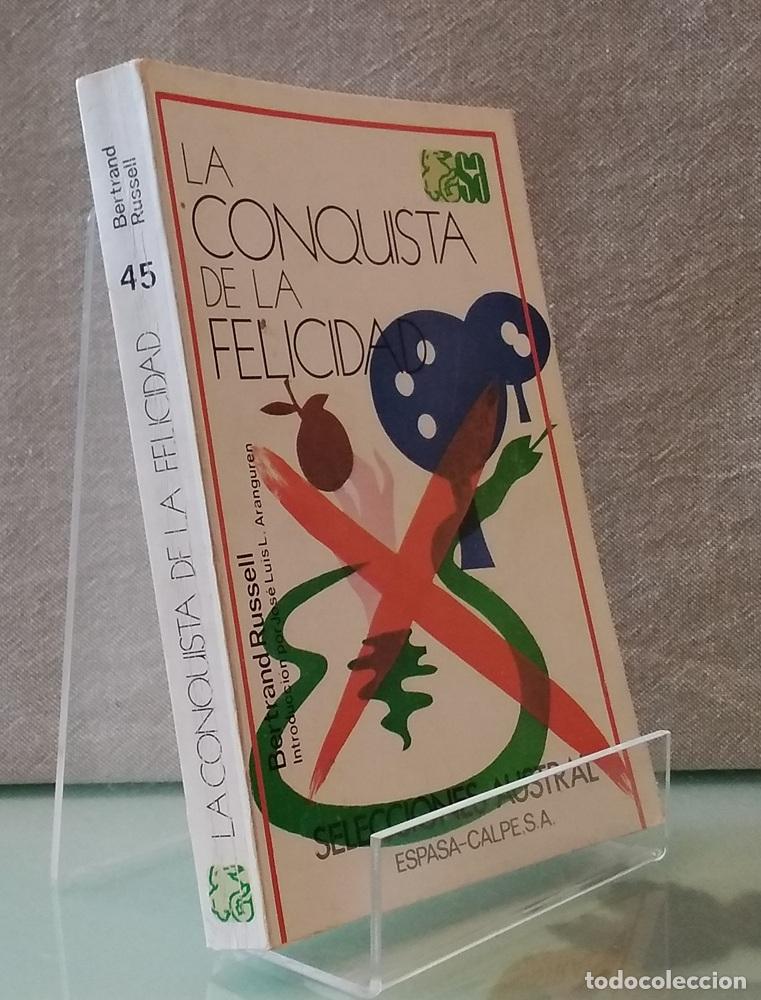 LA
CONQUISTA
DE LA
FELICIDAD
Bertrand Russell
Introducción por José Luis L. Aranguren
SELECCIONES AUSTRAL
ESPASA-CALPE, S.A.
Bertrand
Russell
45
LA CONQUISTA DE LA FELICIDAD
todocoleccion